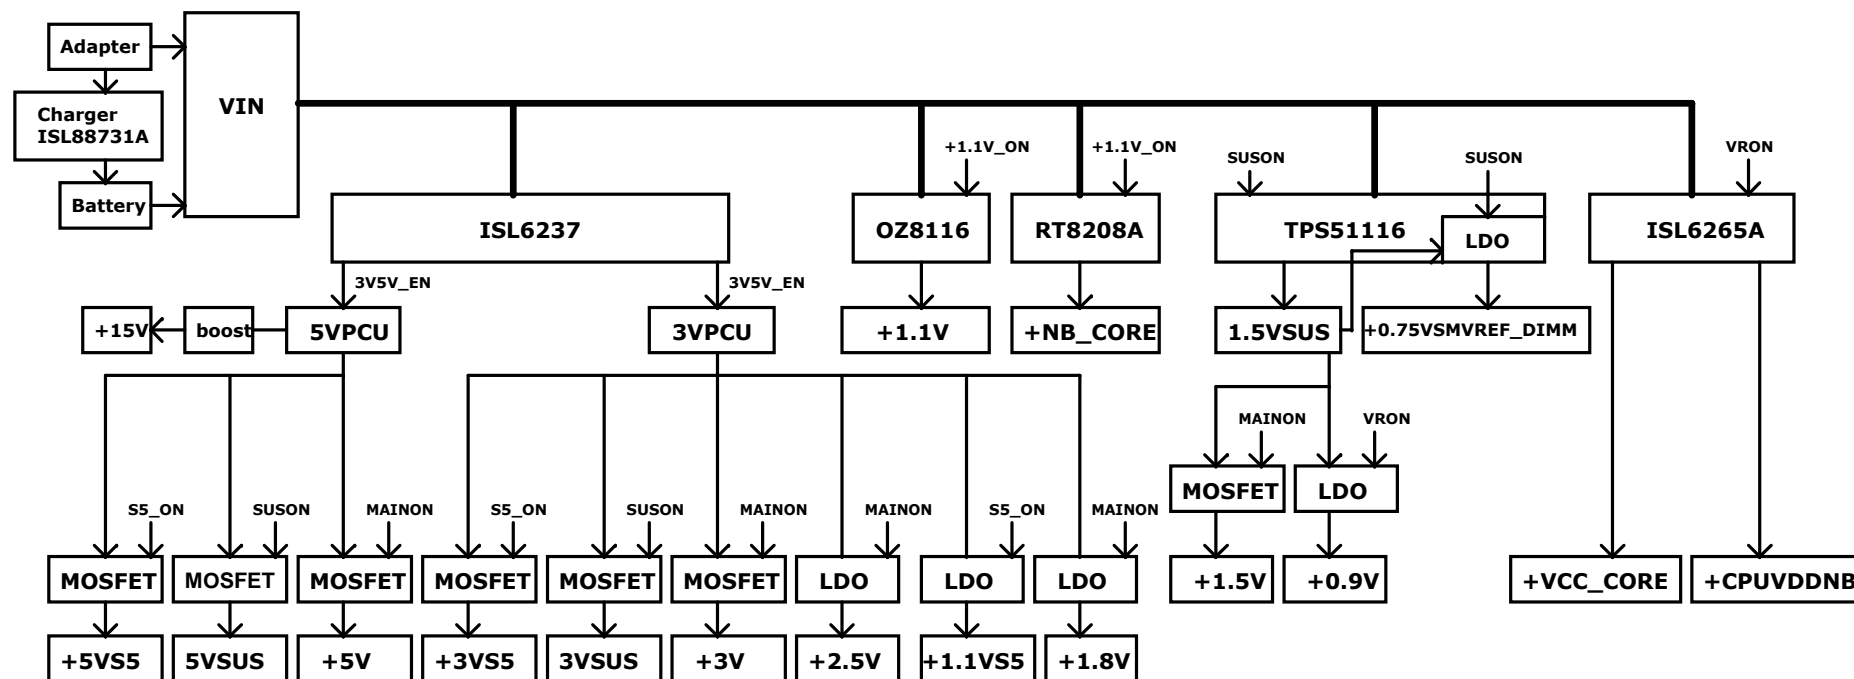 Adapter
VIN
Charger
ISL88731A
+1.1V_ON
+1.1V_ON
SUSON
SUSON
VRON
Battery
ISL6237
OZ8116
RT8208A
TPS51116
LDO
ISL6265A
3V5V_EN
3V5V_EN
+15V
boost
5VPCU
3VPCU
+1.1V
+NB_CORE
1.5VSUS
+0.75VSMVREF_DIMM
MAINON
VRON
MOSFET
LDO
S5_ON
SUSON
MAINON
S5_ON
SUSON
MAINON
MAINON
S5_ON
MAINON
MOSFET
MOSFET
MOSFET
MOSFET
MOSFET
MOSFET
LDO
LDO
LDO
+1.5V
+0.9V
+VCC_CORE
+CPUVDDNB
+5VS5
5VSUS
+5V
+3VS5
3VSUS
+3V
+2.5V
+1.1VS5
+1.8V